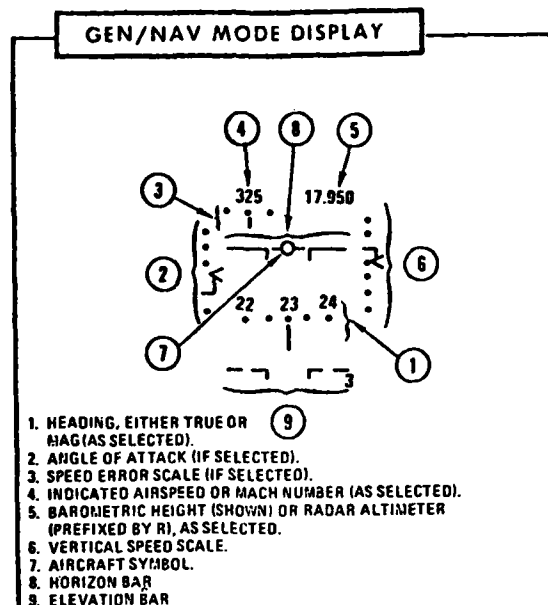 GEN/NAV MODE DISPLAY
4 8 5
3
325 17.950
2 6
22 23 24
7 1
3
9
1. HEADING, EITHER TRUE OR
MAG (AS SELECTED).
2. ANGLE OF ATTACK (IF SELECTED).
3. SPEED ERROR SCALE (IF SELECTED).
4. INDICATED AIRSPEED OR MACH NUMBER (AS SELECTED).
5. BAROMETRIC HEIGHT (SHOWN) OR RADAR ALTIMETER
(PREFIXED BY R), AS SELECTED.
6. VERTICAL SPEED SCALE.
7. AIRCRAFT SYMBOL.
8. HORIZON BAR
9. ELEVATION BAR